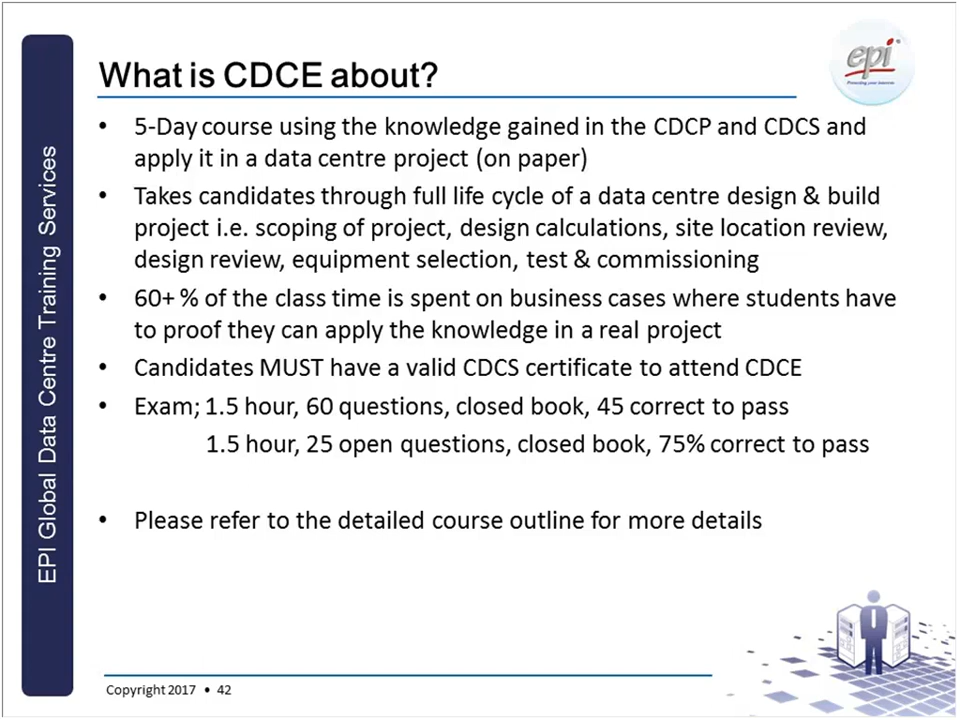 What is CDCE about?
epi
• 5-Day course using the knowledge gained in the CDCP and CDCS and
apply it in a data centre project (on paper)
• Takes candidates through full life cycle of a data centre design & build
project i.e. scoping of project, design calculations, site location review,
design review, equipment selection, test & commissioning
• 60+ % of the class time is spent on business cases where students have
to proof they can apply the knowledge in a real project
• Candidates MUST have a valid CDCS certificate to attend CDCE
• Exam; 1.5 hour, 60 questions, closed book, 45 correct to pass
1.5 hour, 25 open questions, closed book, 75% correct to pass
• Please refer to the detailed course outline for more details
EPI Global Data Centre Training Services
Copyright 2017 • 42